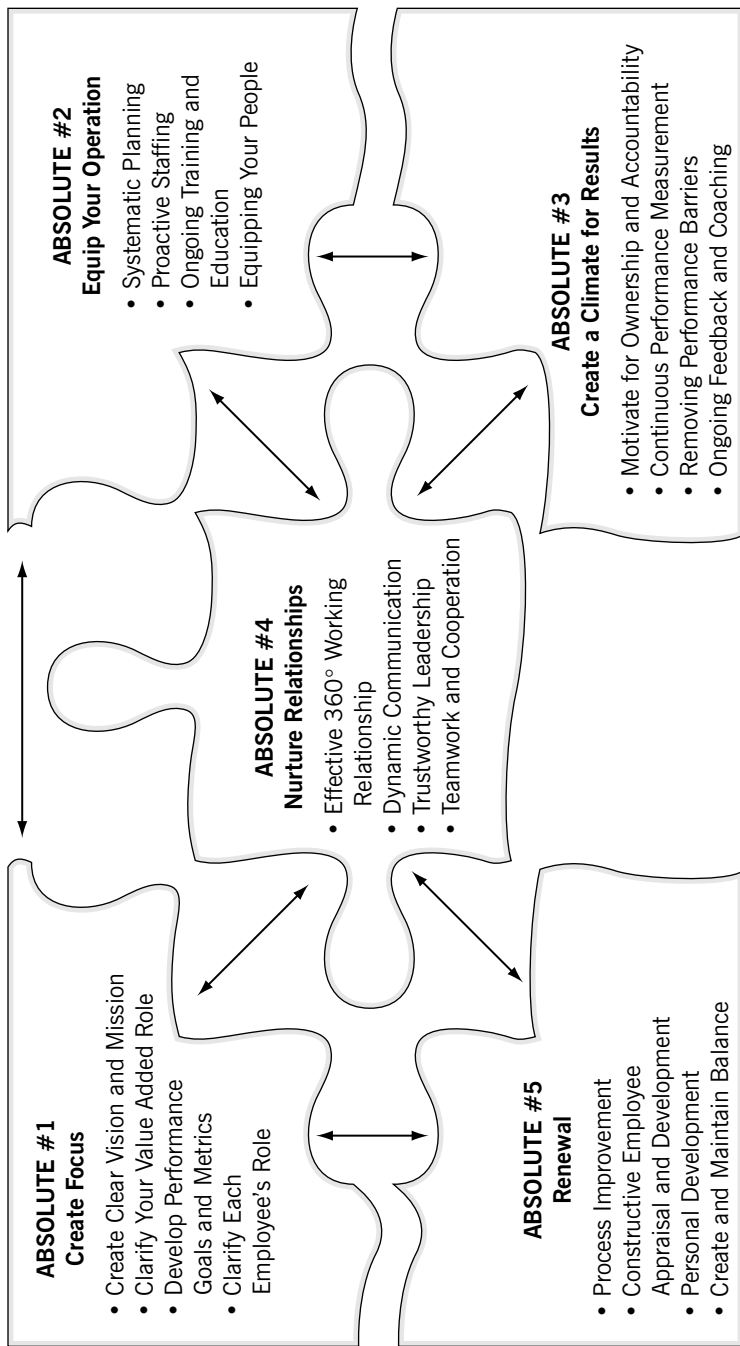 ABSOLUTE #1
Create Focus
• Create Clear Vision and Mission
• Clarify Your Value Added Role
• Develop Performance
Goals and Metrics
• Clarify Each
Employee's Role
ABSOLUTE #2
Equip Your Operation
• Systematic Planning
• Proactive Staffing
• Ongoing Training and
Education
• Equipping Your People
ABSOLUTE #4
Nurture Relationships
• Effective 360° Working
Relationship
• Dynamic Communication
• Trustworthy Leadership
• Teamwork and Cooperation
ABSOLUTE #5
Renewal
• Process Improvement
• Constructive Employee
Appraisal and Development
• Personal Development
• Create and Maintain Balance
ABSOLUTE #3
Create a Climate for Results
• Motivate for Ownership and Accountability
• Continuous Performance Measurement
• Removing Performance Barriers
• Ongoing Feedback and Coaching